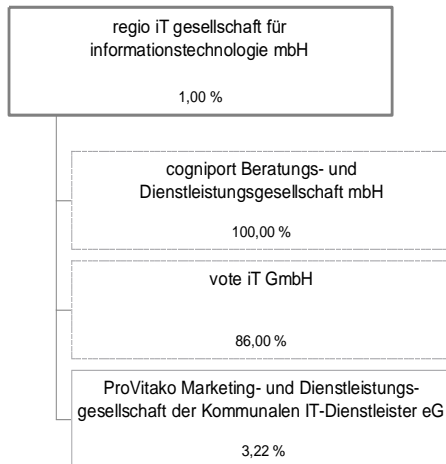 regio iT gesellschaft für
informationstechnologie mbH
1,00 %
cogniport Beratungs- und
Dienstleistungsgesellschaft mbH
100,00 %
vote iT GmbH
86,00 %
ProVitako Marketing- und Dienstleistungs-
gesellschaft der Kommunalen IT-Dienstleister eG
3,22 %